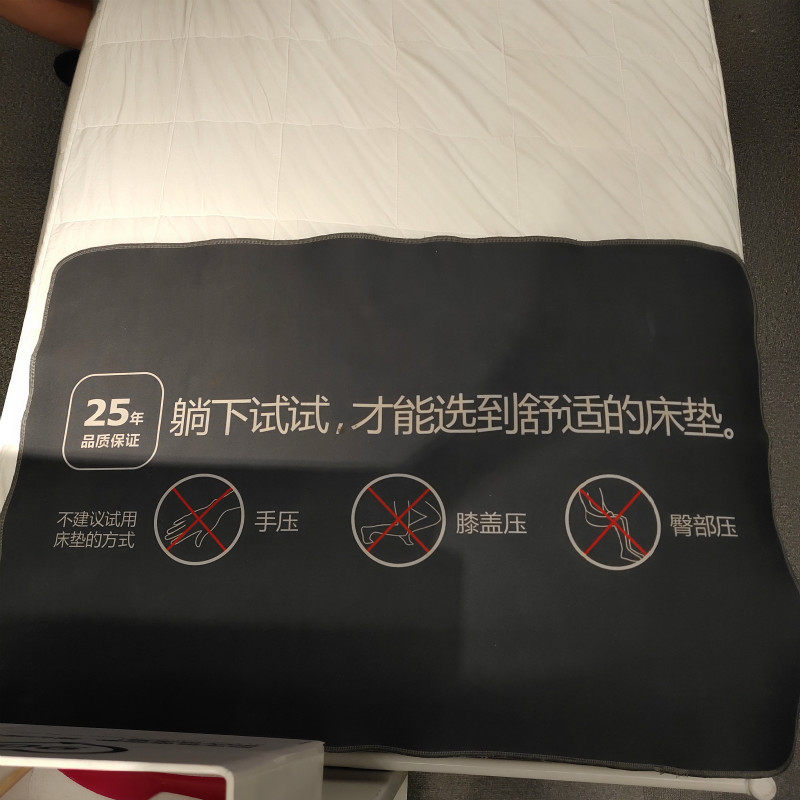 25年
品质保证
躺下试试，才能选到舒适的床垫。
不建议试用
床垫的方式
手压
膝盖压
臀部压